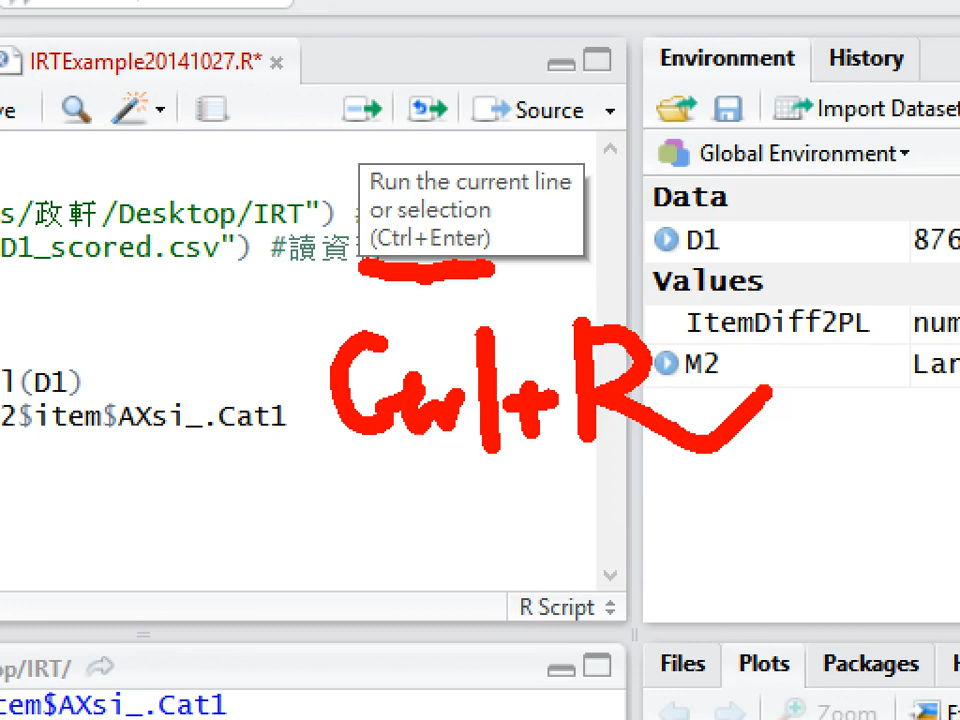 IRTExample20141027.R*
Environment
History
ve
Source
Import Dataset
Global Environment
Run the current line
or selection
(Ctrl+Enter)
s/政軒/Desktop/IRT") #
D1_scored.csv") #讀資
Data
D1
876
Values
ItemDiff2PL
num
M2
Lar
l(D1)
2$item$AXsi_.Cat1
Ctrl+R
R Script
op/IRT/
tem$AXsi_.Cat1
Files
Plots
Packages
H
Zoom